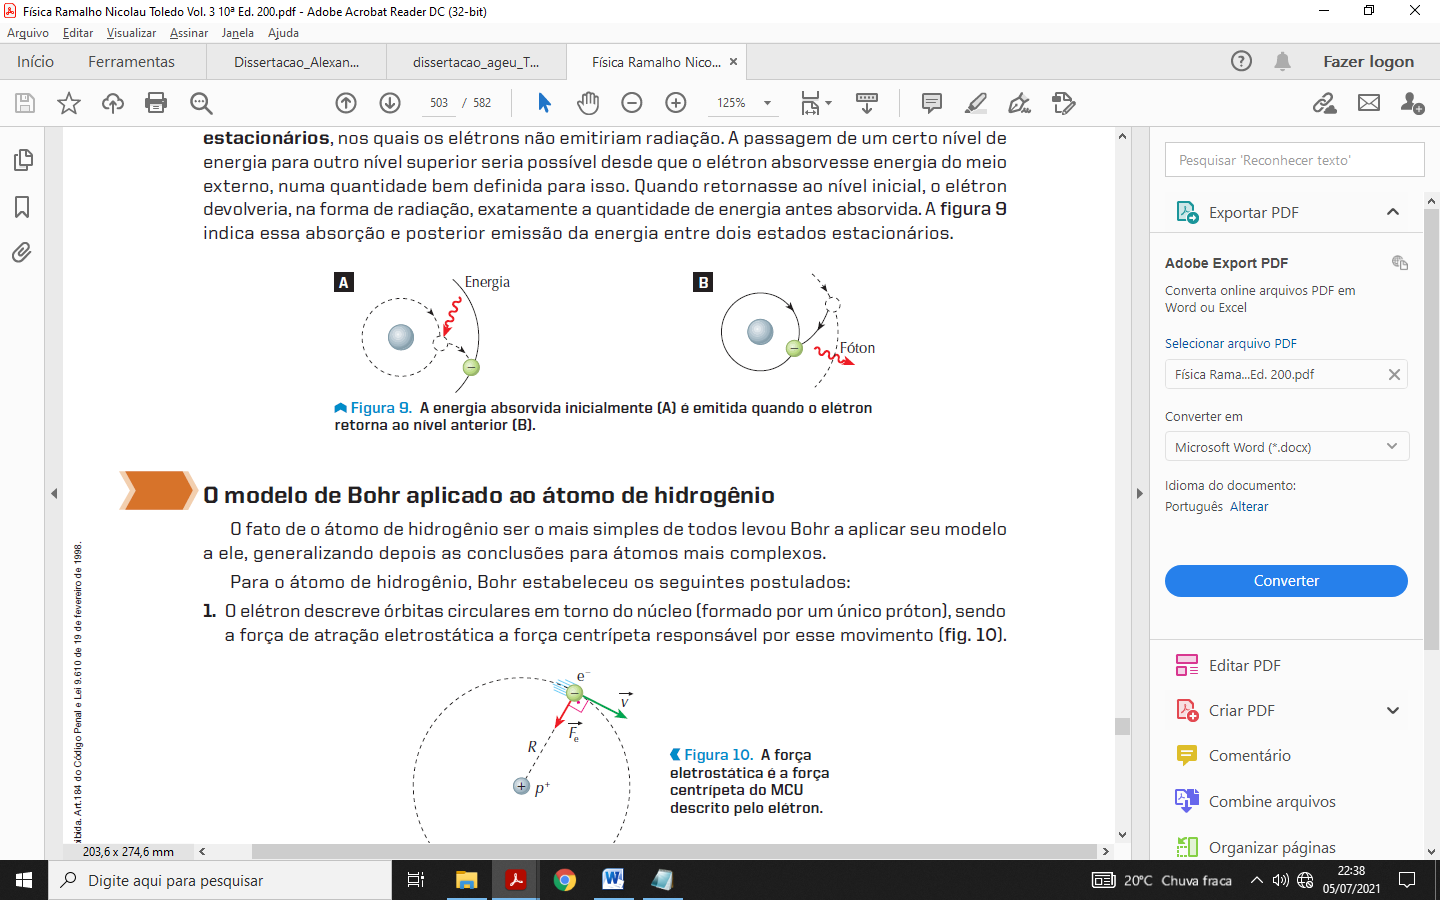 Física Ramalho Nicolau Toledo Vol. 3 10ª Ed. 200.pdf - Adobe Acrobat Reader DC (32-bit)
Arquivo Editar Visualizar Assinar Janela Ajuda
Início Ferramentas Dissertacao_Alexan... dissertacao_ageu_T... Física Ramalho Nico... Fazer logon
503 / 582 125%
estacionários, nos quais os elétrons não emitiriam radiação. A passagem de um certo nível de
energia para outro nível superior seria possível desde que o elétron absorvesse energia do meio
externo, numa quantidade bem definida para isso. Quando retornasse ao nível inicial, o elétron
devolveria, na forma de radiação, exatamente a quantidade de energia antes absorvida. A figura 9
indica essa absorção e posterior emissão da energia entre dois estados estacionários.
A Energia
B
Fóton
Figura 9. A energia absorvida inicialmente (A) é emitida quando o elétron
retorna ao nível anterior (B).
O modelo de Bohr aplicado ao átomo de hidrogênio
O fato de o átomo de hidrogênio ser o mais simples de todos levou Bohr a aplicar seu modelo
a ele, generalizando depois as conclusões para átomos mais complexos.
Para o átomo de hidrogênio, Bohr estabeleceu os seguintes postulados:
1. O elétron descreve órbitas circulares em torno do núcleo (formado por um único próton), sendo
a força de atração eletrostática a força centrípeta responsável por esse movimento (fig. 10).
e⁻
v
Fe
R
p⁺
Figura 10. A força
eletrostática é a força
centrípeta do MCU
descrito pelo elétron.
Art.184 do Código Penal e Lei 9.610 de 19 de fevereiro de 1998.
203,6 x 274,6 mm
Pesquisar 'Reconhecer texto'
Exportar PDF
Adobe Export PDF
Converta online arquivos PDF em
Word ou Excel
Selecionar arquivo PDF
Física Rama...Ed. 200.pdf
Converter em
Microsoft Word (*.docx)
Idioma do documento:
Português Alterar
Converter
Editar PDF
Criar PDF
Comentário
Combine arquivos
Organizar páginas
Digite aqui para pesquisar
20°C Chuva fraca
22:38
05/07/2021